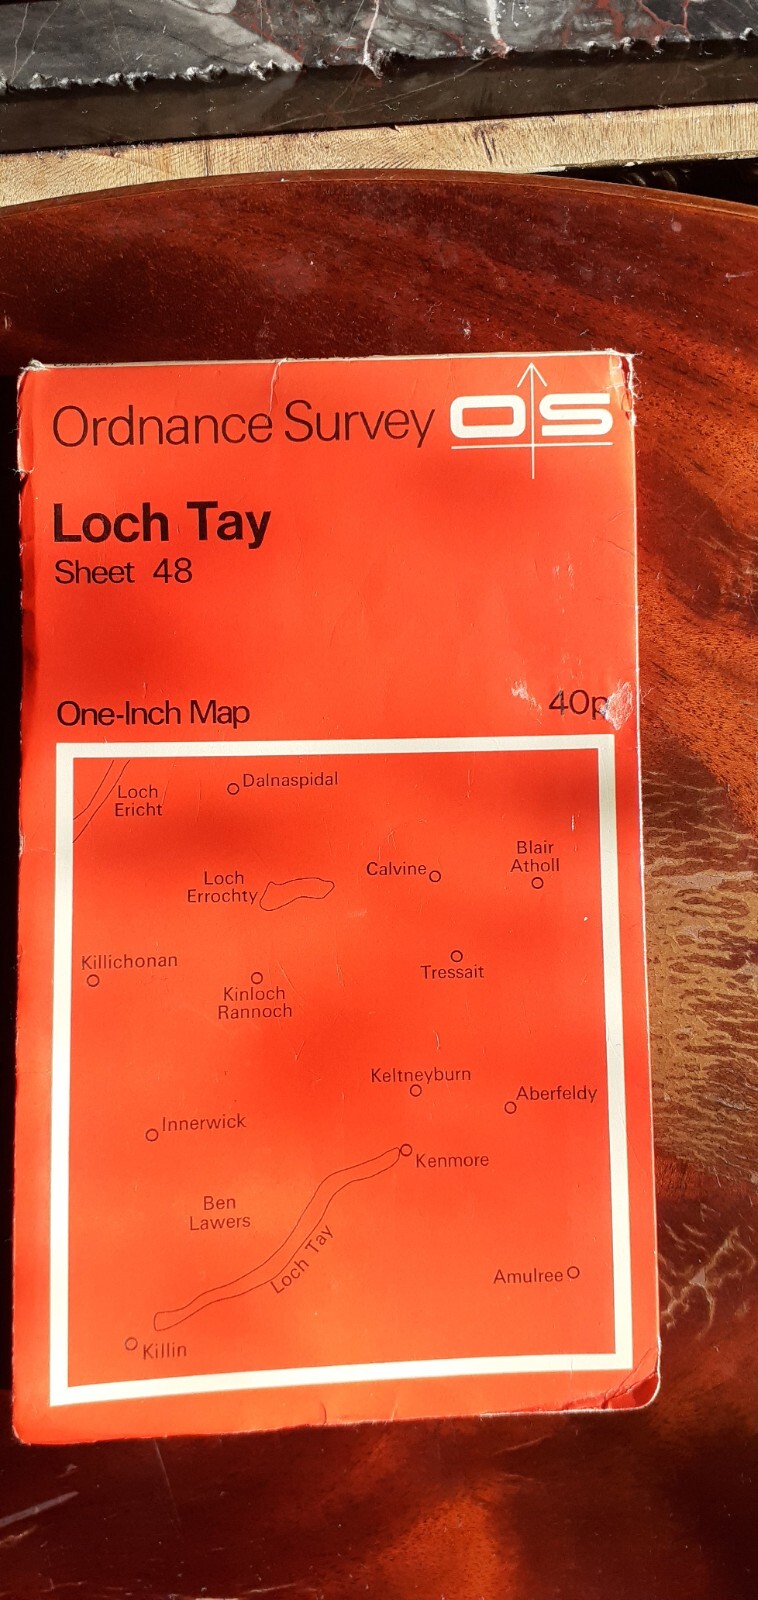 Ordnance Survey OS
Loch Tay
Sheet 48
One-Inch Map 40p
Loch
Ericht
Dalnaspidal
Blair
Atholl
Calvine
Loch
Errochty
Killichonan
Tressait
Kinloch
Rannoch
Keltneyburn
Aberfeldy
Innerwick
Kenmore
Ben
Lawers
Loch Tay
Amulree
Killin